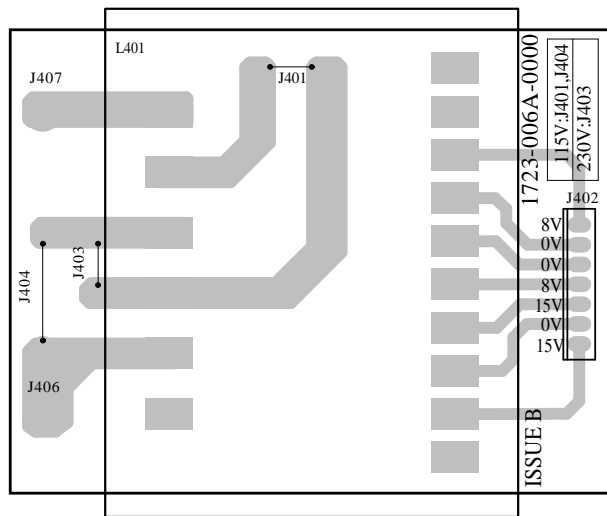 L401
J407
J401
1723-006A-0000
115V:J401,J404
230V:J403
J402
8V
0V
0V
8V
15V
0V
15V
J403
J404
J406
ISSUE B